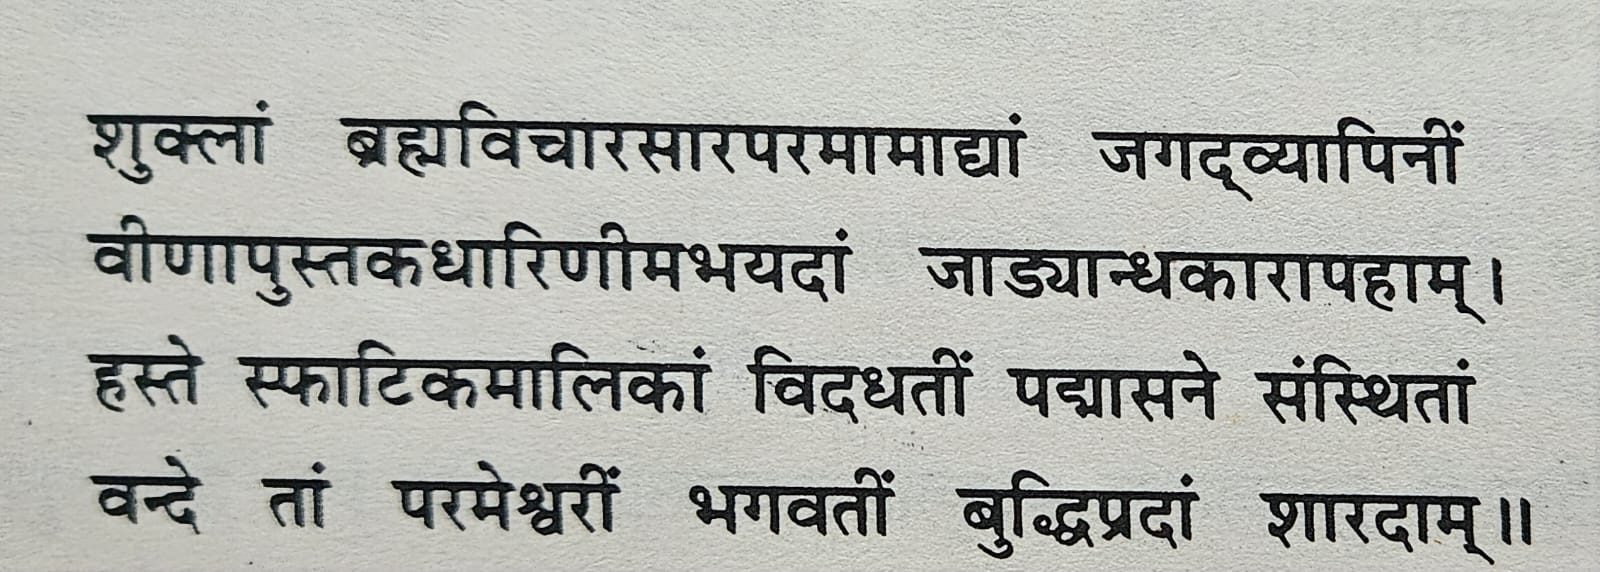 शुक्लां ब्रह्मविचारसारपरमामाद्यां जगद्‌व्यापिनीं
वीणापुस्तकधारिणीमभयदां जाड्यान्धकारापहाम्।
हस्ते स्फाटिकमालिकां विदधतीं पद्मासने संस्थितां
वन्दे तां परमेश्वरीं भगवतीं बुद्धिप्रदां शारदाम्॥